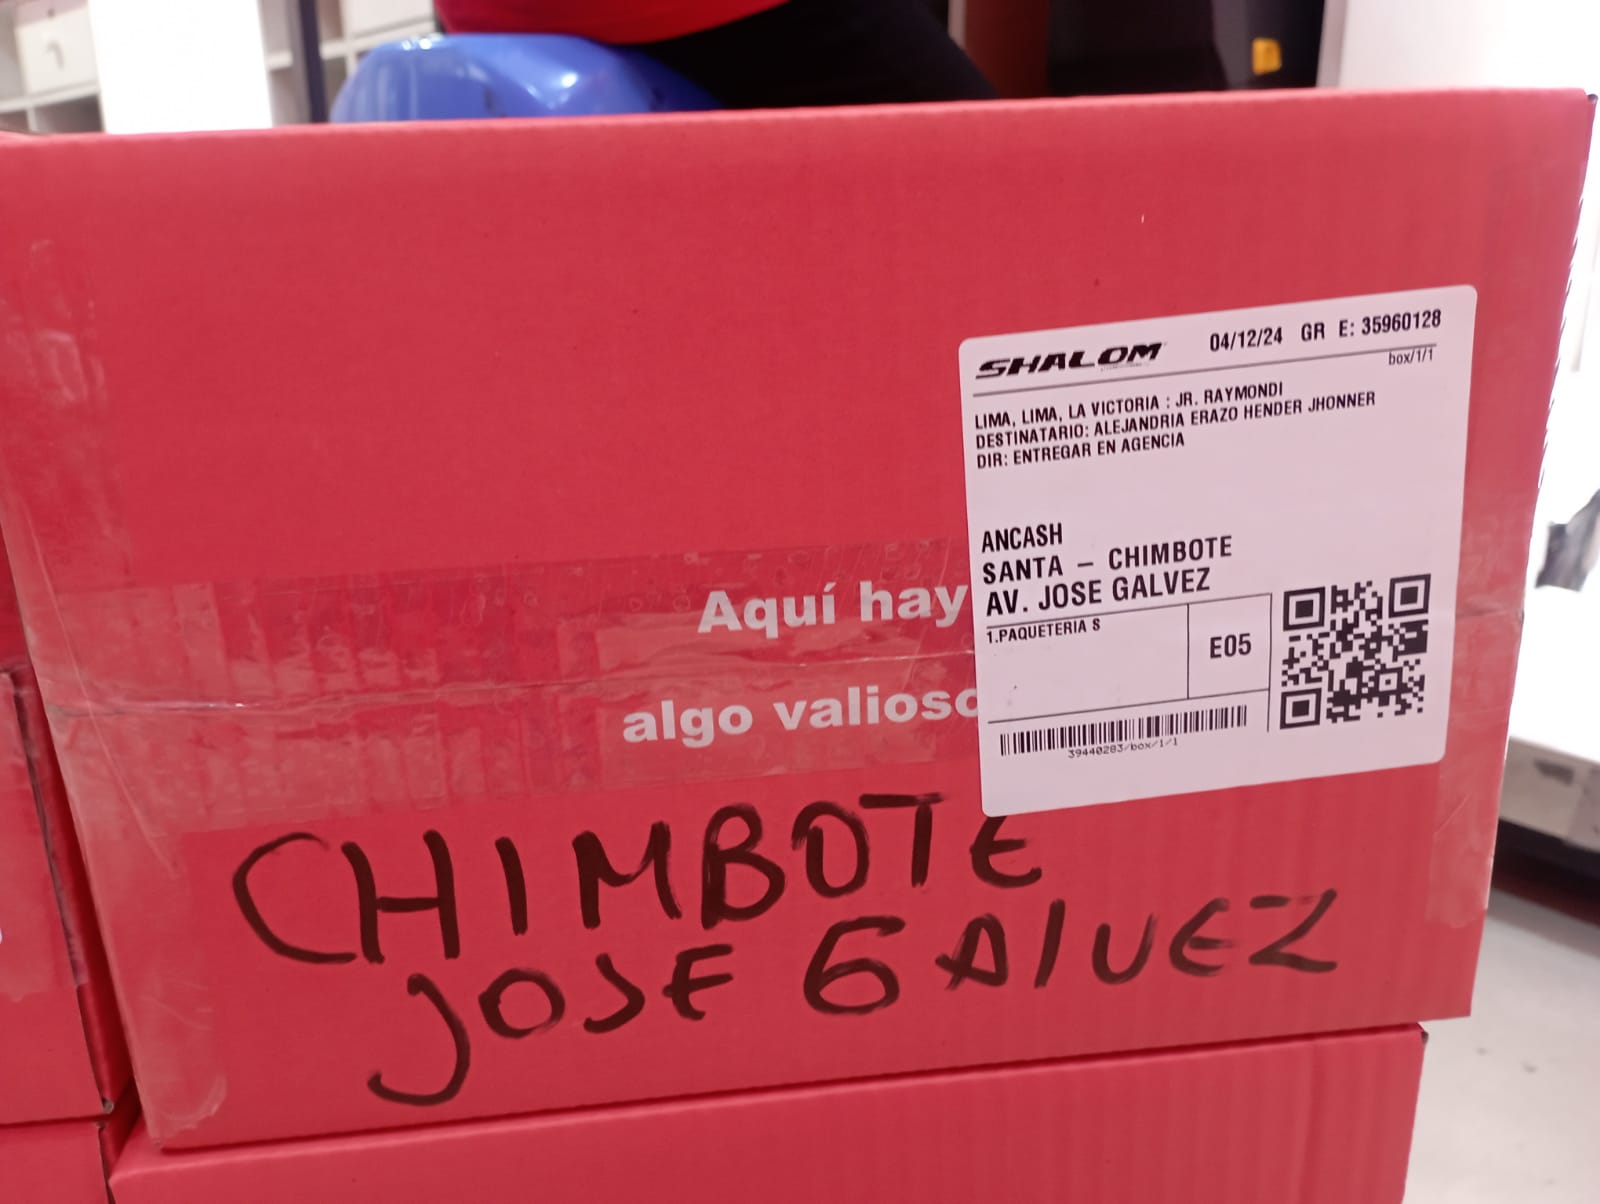 SHALOM 04/12/24 GR E: 35960128
box/1/1
LIMA, LIMA, LA VICTORIA : JR. RAYMONDI
DESTINATARIO: ALEJANDRIA ERAZO HENDER JHONNER
DIR: ENTREGAR EN AGENCIA
ANCASH
SANTA – CHIMBOTE
AV. JOSE GALVEZ
1.PAQUETERIA S
E05
39440283/box/1/1
Aquí hay
algo valioso
CHIMBOTE
JOSE GALVEZ